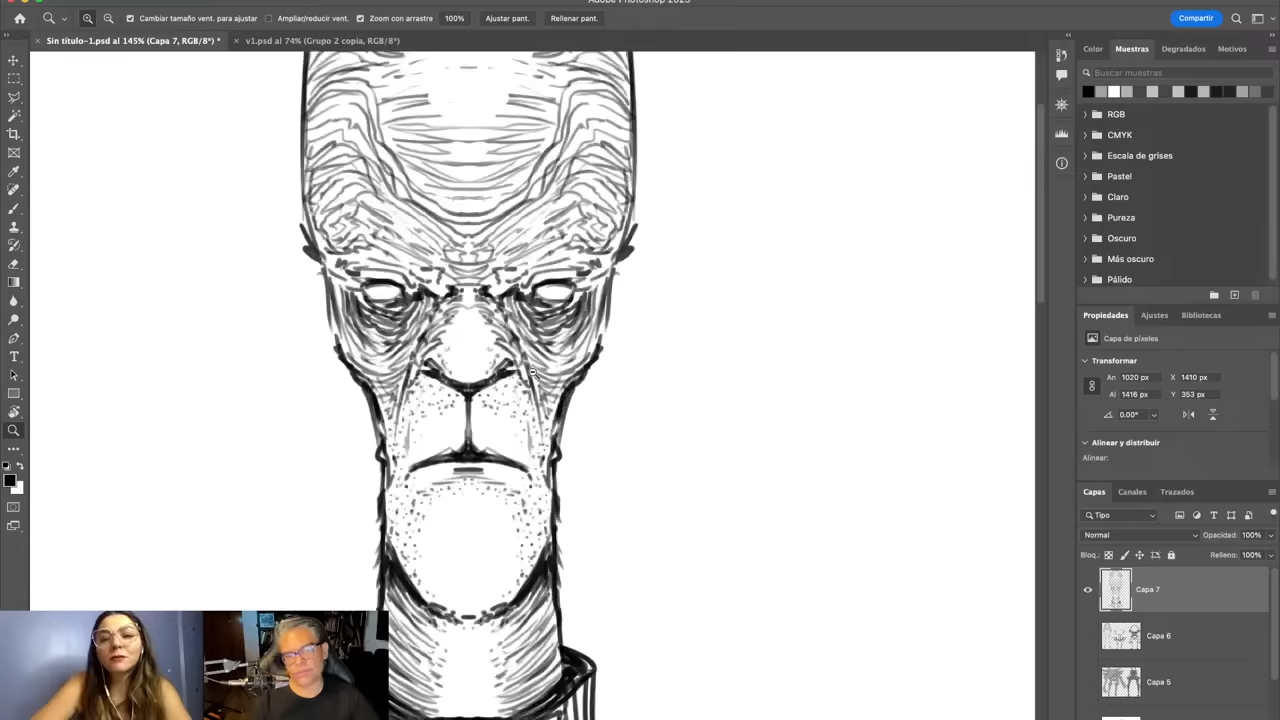 Adobe Photoshop 2023
Cambiar tamaño vent. para ajustar
Ampliar/reducir vent.
Zoom con arrastre
100%
Ajustar pant.
Rellenar pant.
Compartir
Sin título-1.psd al 145% (Capa 7, RGB/8*) *
v1.psd al 74% (Grupo 2 copia, RGB/8*)
Color
Muestras
Degradados
Motivos
Buscar muestras
RGB
CMYK
Escala de grises
Pastel
Claro
Pureza
Oscuro
Más oscuro
Pálido
Propiedades
Ajustes
Bibliotecas
Capa de píxeles
Transformar
An 1020 px X 1410 px
Al 1416 px Y 353 px
0.00°
Alinear y distribuir
Alinear:
Capas
Canales
Trazados
Tipo
Normal
Opacidad: 100%
Bloq.:
Relleno: 100%
Capa 7
Capa 6
Capa 5